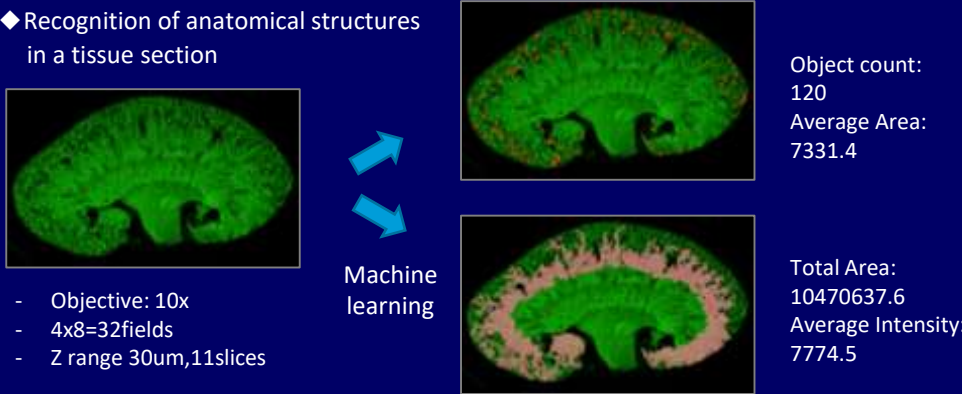 ◆Recognition of anatomical structures
in a tissue section
- Objective: 10x
- 4x8=32fields
- Z range 30um,11slices
Machine
learning
Object count:
120
Average Area:
7331.4
Total Area:
10470637.6
Average Intensity:
7774.5